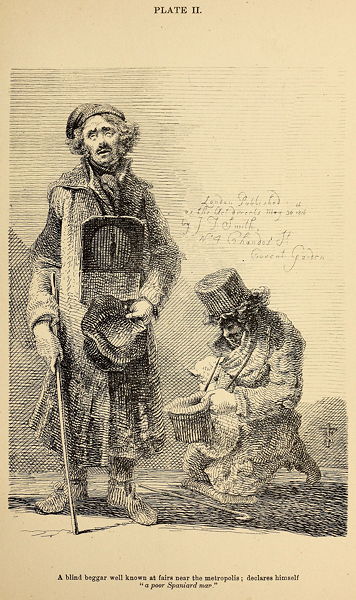 PLATE II.
London Published
as the Act directs May 30 1816
by J. T. Smith
No 4 Chandos St
Covent Garden
A blind beggar well known at fairs near the metropolis; declares himself
"a poor Spaniard man."